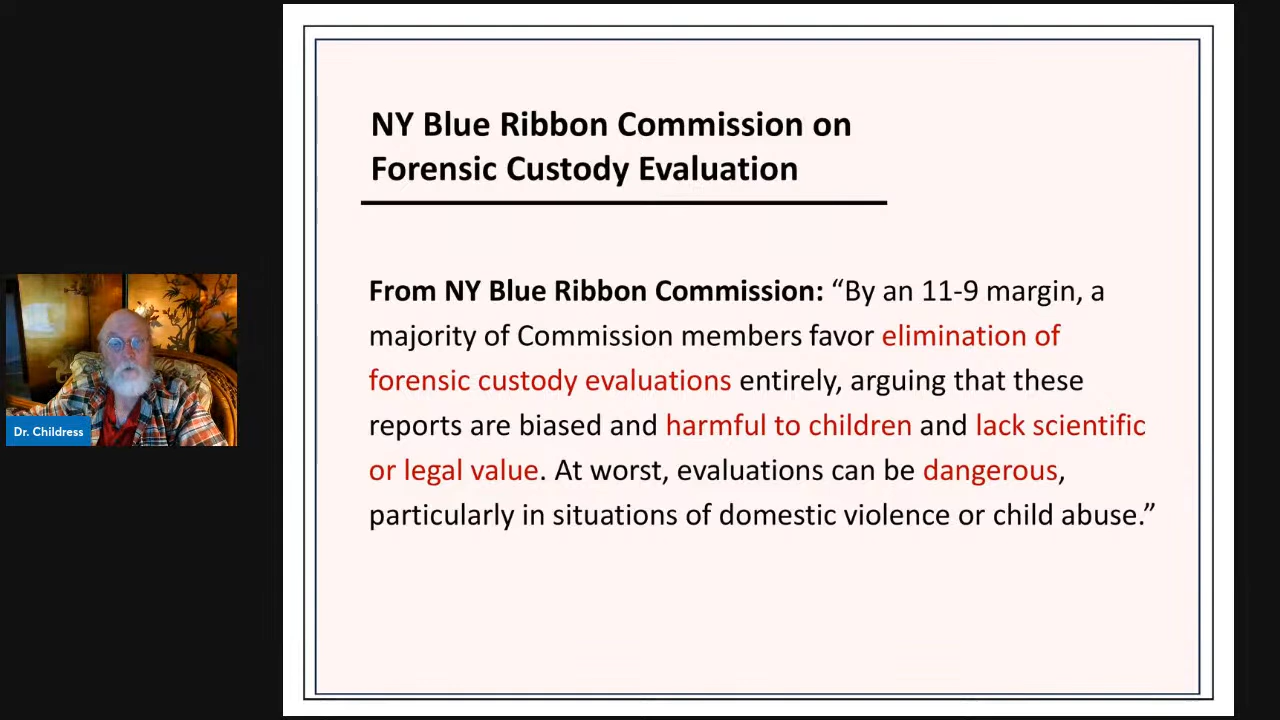 NY Blue Ribbon Commission on
Forensic Custody Evaluation
From NY Blue Ribbon Commission: “By an 11-9 margin, a
majority of Commission members favor elimination of
forensic custody evaluations entirely, arguing that these
reports are biased and harmful to children and lack scientific
or legal value. At worst, evaluations can be dangerous,
particularly in situations of domestic violence or child abuse.”
Dr. Childress